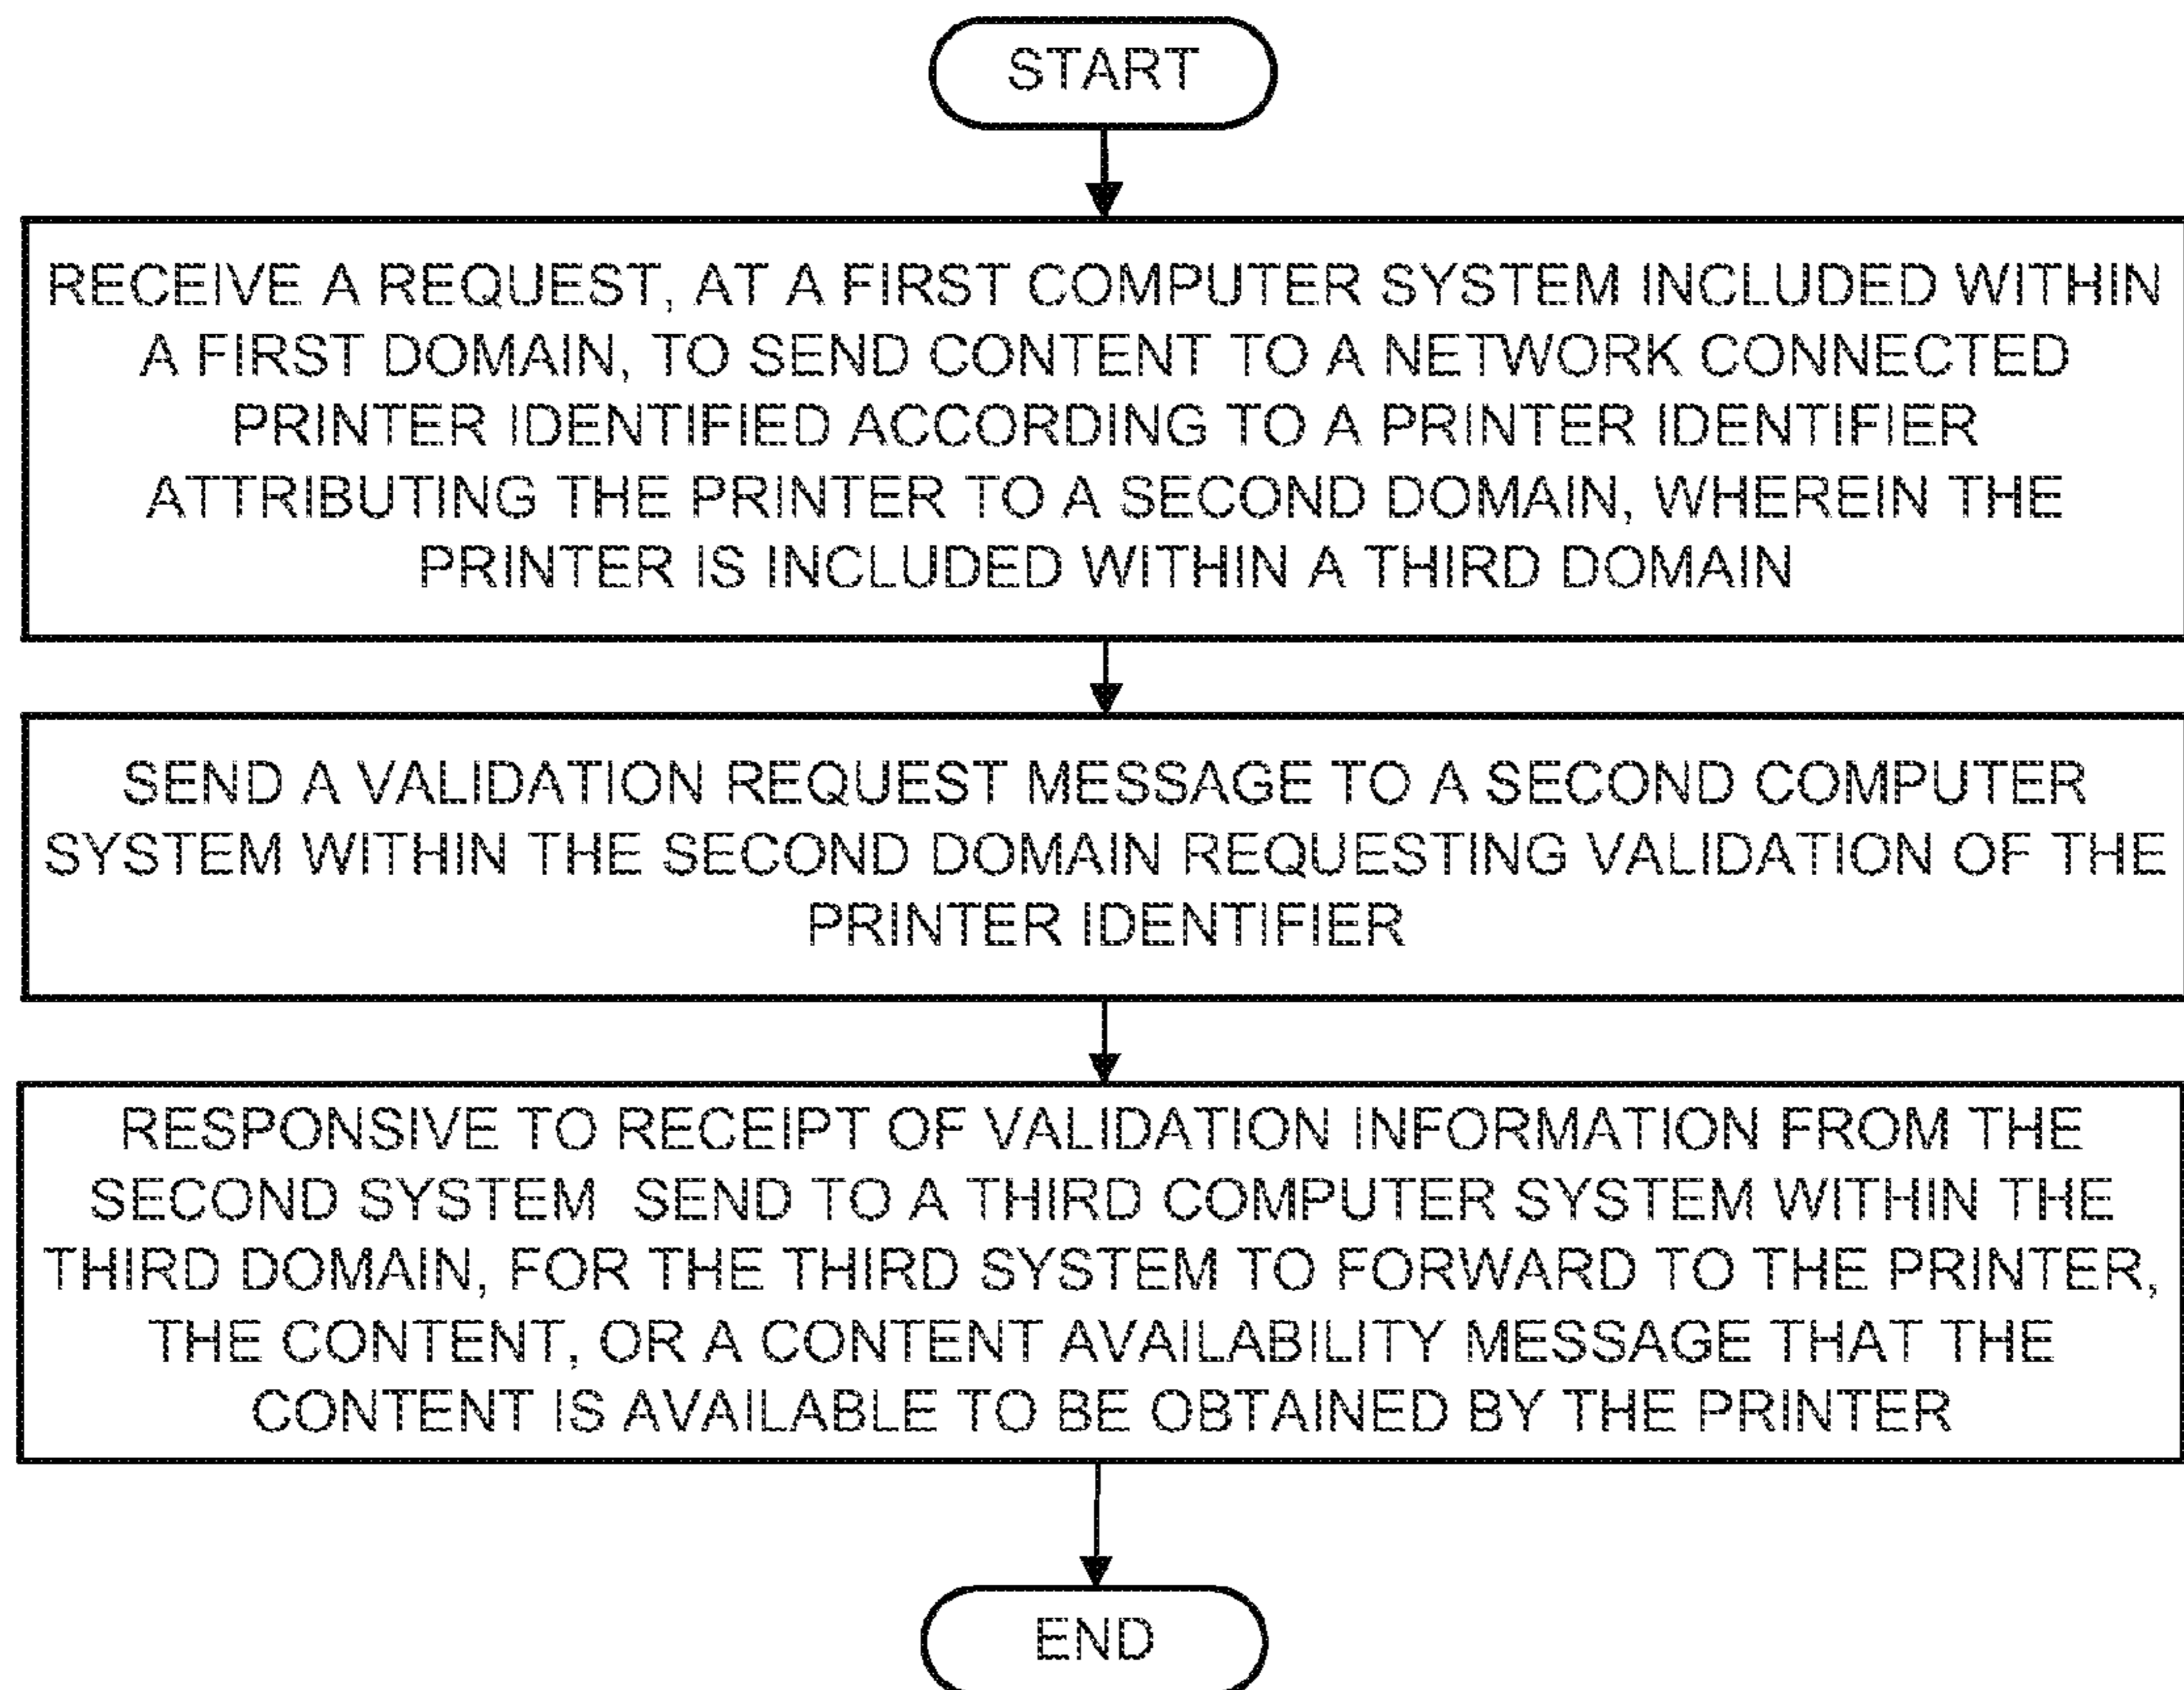 START
RECEIVE A REQUEST, AT A FIRST COMPUTER SYSTEM INCLUDED WITHIN
A FIRST DOMAIN, TO SEND CONTENT TO A NETWORK CONNECTED
PRINTER IDENTIFIED ACCORDING TO A PRINTER IDENTIFIER
ATTRIBUTING THE PRINTER TO A SECOND DOMAIN, WHEREIN THE
PRINTER IS INCLUDED WITHIN A THIRD DOMAIN
SEND A VALIDATION REQUEST MESSAGE TO A SECOND COMPUTER
SYSTEM WITHIN THE SECOND DOMAIN REQUESTING VALIDATION OF THE
PRINTER IDENTIFIER
RESPONSIVE TO RECEIPT OF VALIDATION INFORMATION FROM THE
SECOND SYSTEM SEND TO A THIRD COMPUTER SYSTEM WITHIN THE
THIRD DOMAIN, FOR THE THIRD SYSTEM TO FORWARD TO THE PRINTER,
THE CONTENT, OR A CONTENT AVAILABILITY MESSAGE THAT THE
CONTENT IS AVAILABLE TO BE OBTAINED BY THE PRINTER
END